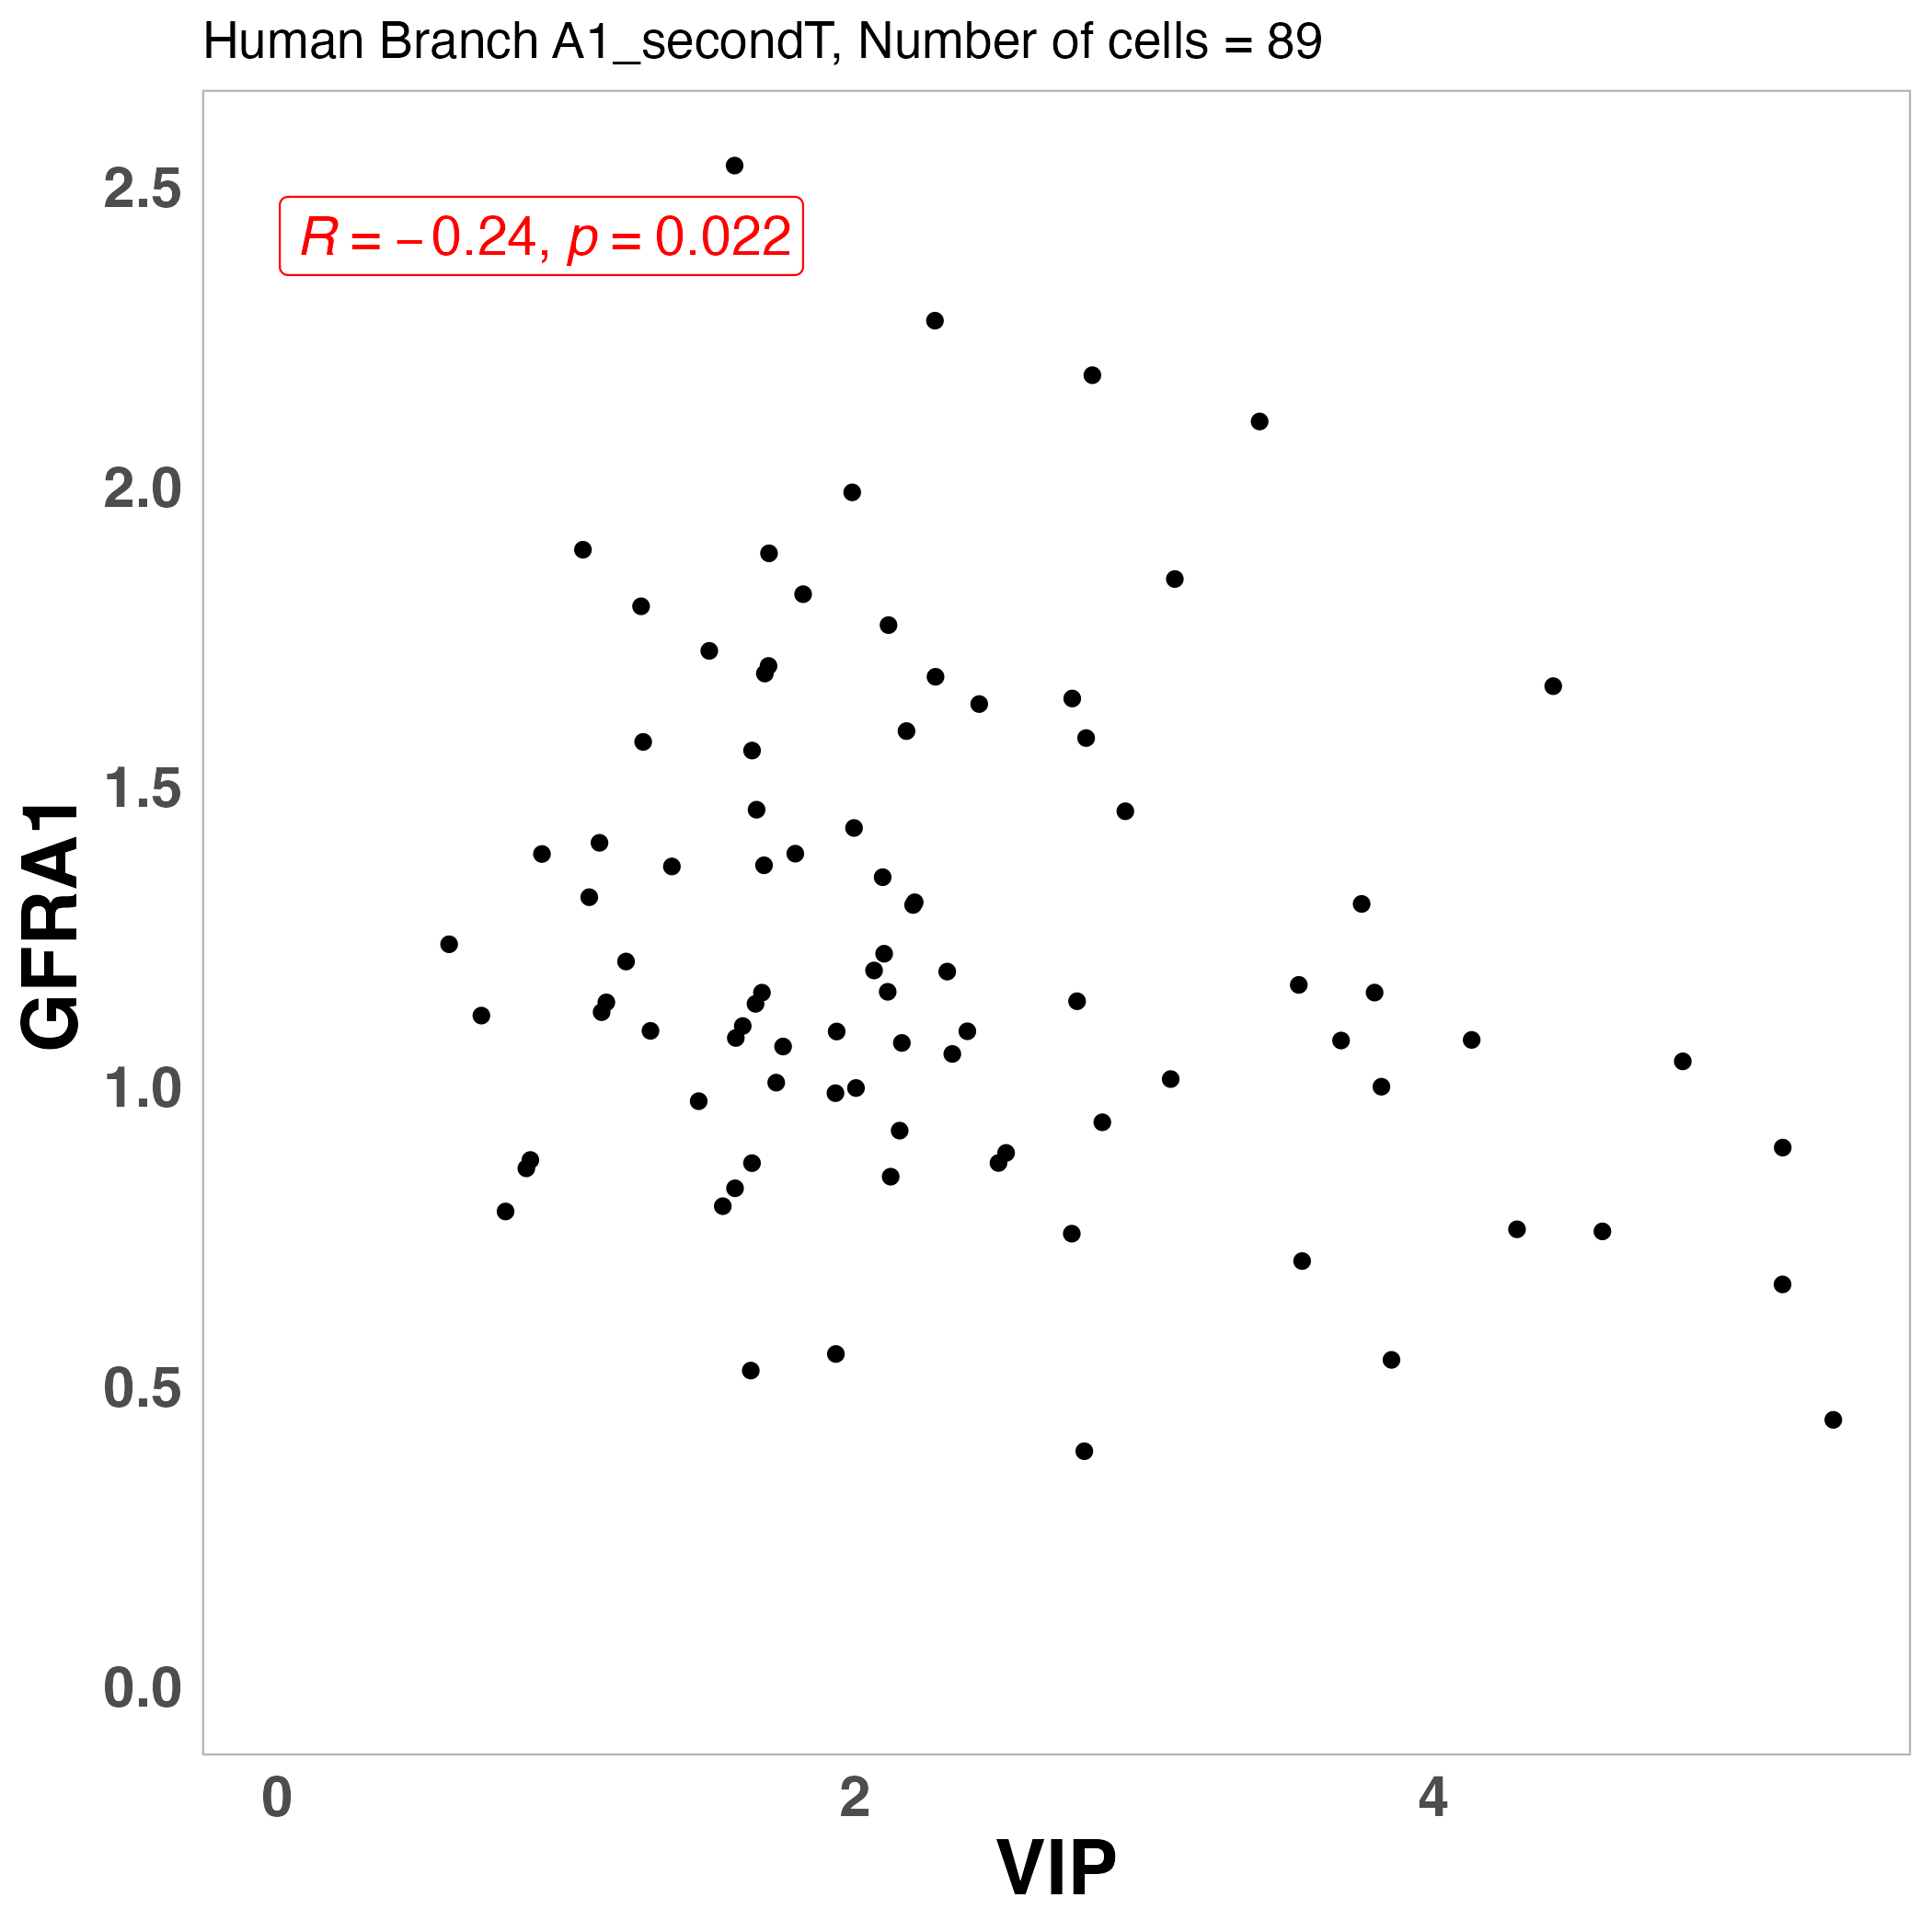 Human Branch A1_secondT, Number of cells = 89
2.5
R = −0.24, p = 0.022
2.0
1.5
GFRA1
1.0
0.5
0.0
0 2 4
VIP